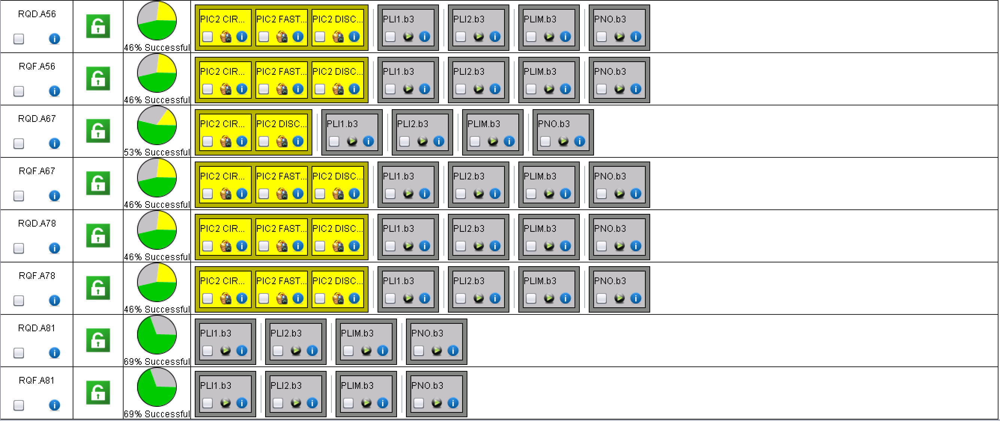 RQD.A56
46% Successful
PIC2 CIR... PIC2 FAST... PIC2 DISC... PLI1.b3 PLI2.b3 PLIM.b3 PNO.b3
RQF.A56
46% Successful
PIC2 CIR... PIC2 FAST... PIC2 DISC... PLI1.b3 PLI2.b3 PLIM.b3 PNO.b3
RQD.A67
53% Successful
PIC2 CIR... PIC2 DISC... PLI1.b3 PLI2.b3 PLIM.b3 PNO.b3
RQF.A67
46% Successful
PIC2 CIR... PIC2 FAST... PIC2 DISC... PLI1.b3 PLI2.b3 PLIM.b3 PNO.b3
RQD.A78
46% Successful
PIC2 CIR... PIC2 FAST... PIC2 DISC... PLI1.b3 PLI2.b3 PLIM.b3 PNO.b3
RQF.A78
46% Successful
PIC2 CIR... PIC2 FAST... PIC2 DISC... PLI1.b3 PLI2.b3 PLIM.b3 PNO.b3
RQD.A81
69% Successful
PLI1.b3 PLI2.b3 PLIM.b3 PNO.b3
RQF.A81
69% Successful
PLI1.b3 PLI2.b3 PLIM.b3 PNO.b3